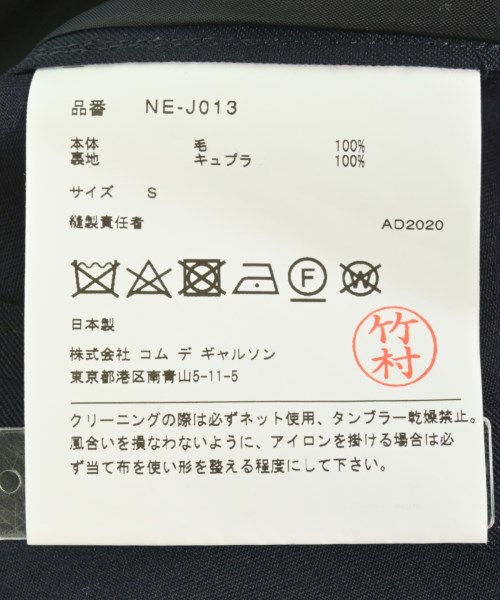 品番 NE-J013
本体 毛 100%
裏地 キュプラ 100%
サイズ S
縫製責任者 AD2020
F W
日本製
竹村
株式会社 コム デ ギャルソン
東京都港区南青山5-11-5
クリーニングの際は必ずネット使用、タンブラー乾燥禁止。
風合いを損なわないように、アイロンを掛ける場合は必
ず当て布を使い形を整える程度にして下さい。